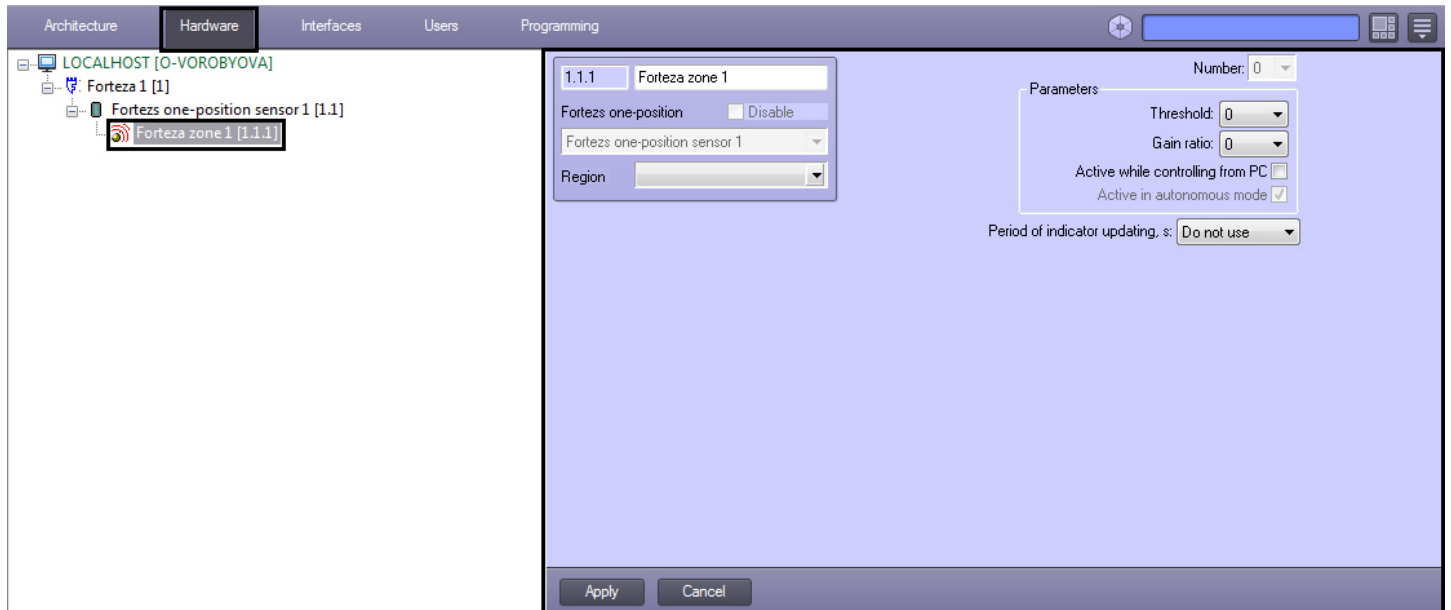 Architecture Hardware Interfaces Users Programming
LOCALHOST [O-VOROBYOVA]
Forteza 1 [1]
Fortezs one-position sensor 1 [1.1]
Forteza zone 1 [1.1.1]
1.1.1 Forteza zone 1
Fortezs one-position Disable
Fortezs one-position sensor 1
Region
Number: 0
Parameters
Threshold: 0
Gain ratio: 0
Active while controlling from PC
Active in autonomous mode
Period of indicator updating, s: Do not use
Apply Cancel